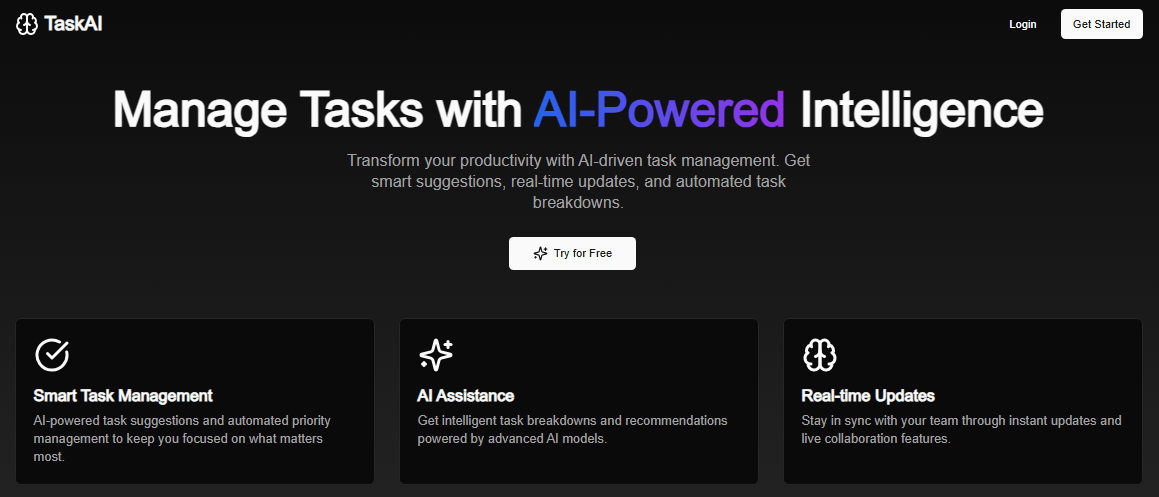 TaskAI
Login
Get Started
Manage Tasks with AI-Powered Intelligence
Transform your productivity with AI-driven task management. Get
smart suggestions, real-time updates, and automated task
breakdowns.
Try for Free
Smart Task Management
AI-powered task suggestions and automated priority
management to keep you focused on what matters
most.
AI Assistance
Get intelligent task breakdowns and recommendations
powered by advanced AI models.
Real-time Updates
Stay in sync with your team through instant updates and
live collaboration features.